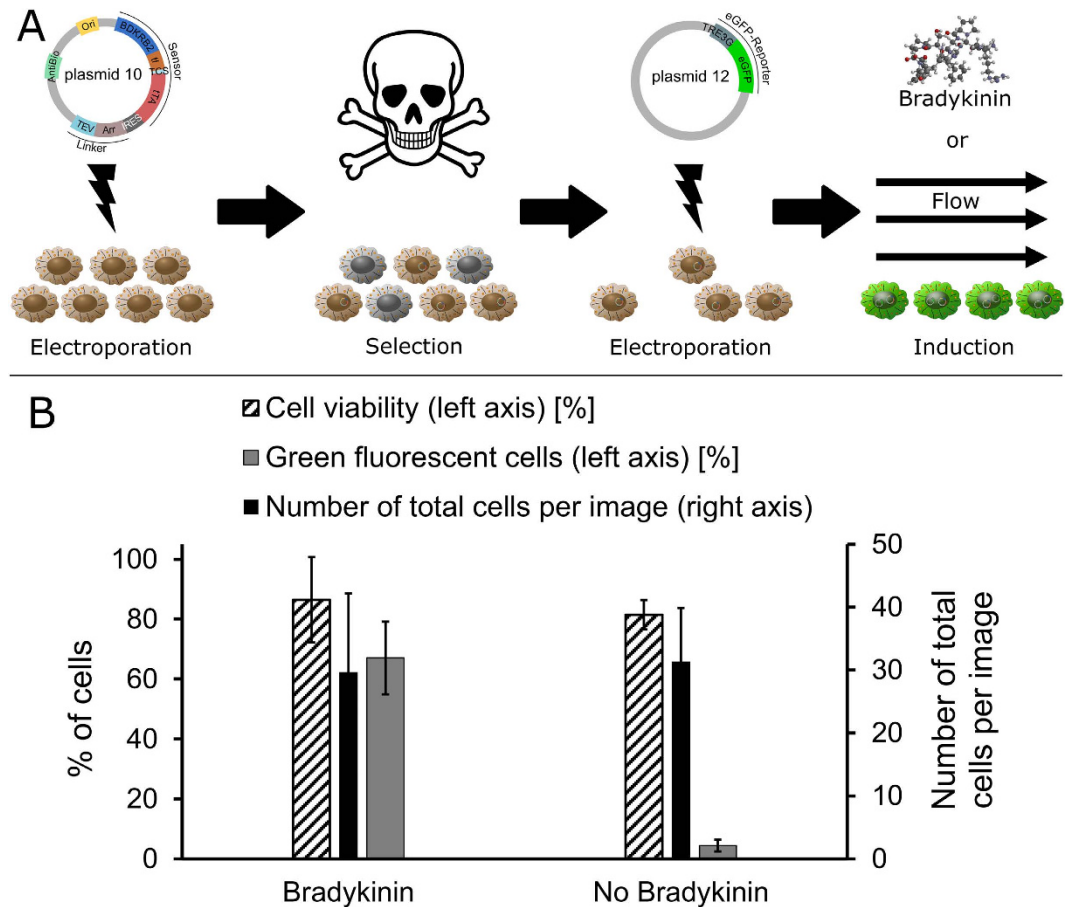 A
Ori
BDKRB2
tl
TCS
tTA
IRES
Arr
TEV
AntiBio
Sensor
Linker
plasmid 10
TRE3G
eGFP
eGFP-Reporter
plasmid 12
Bradykinin
or
Flow
Electroporation
Selection
Electroporation
Induction
B
Cell viability (left axis) [%]
Green fluorescent cells (left axis) [%]
Number of total cells per image (right axis)
% of cells
100
80
60
40
20
0
50
40
30
20
10
0
Number of total
cells per image
Bradykinin
No Bradykinin